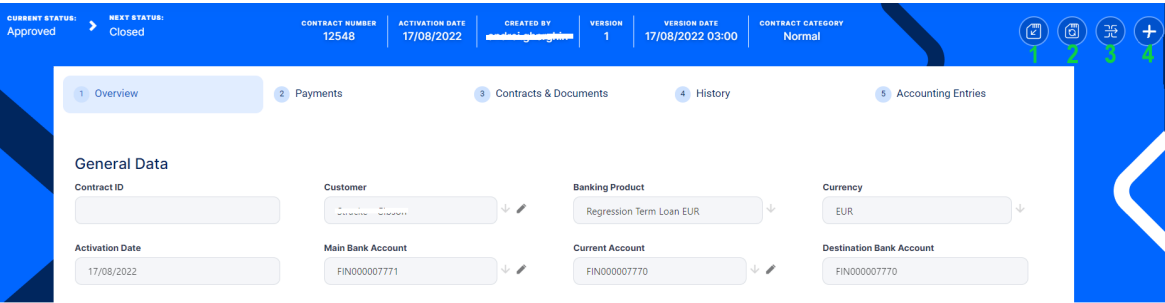 CURRENT STATUS: NEXT STATUS:
Approved Closed
CONTRACT NUMBER ACTIVATION DATE CREATED BY VERSION VERSION DATE CONTRACT CATEGORY
12548 17/08/2022 1 17/08/2022 03:00 Normal
1 2 3 4
1 Overview 2 Payments 3 Contracts & Documents 4 History 5 Accounting Entries
General Data
Contract ID Customer Banking Product Currency
Regression Term Loan EUR EUR
Activation Date Main Bank Account Current Account Destination Bank Account
17/08/2022 FIN000007771 FIN000007770 FIN000007770